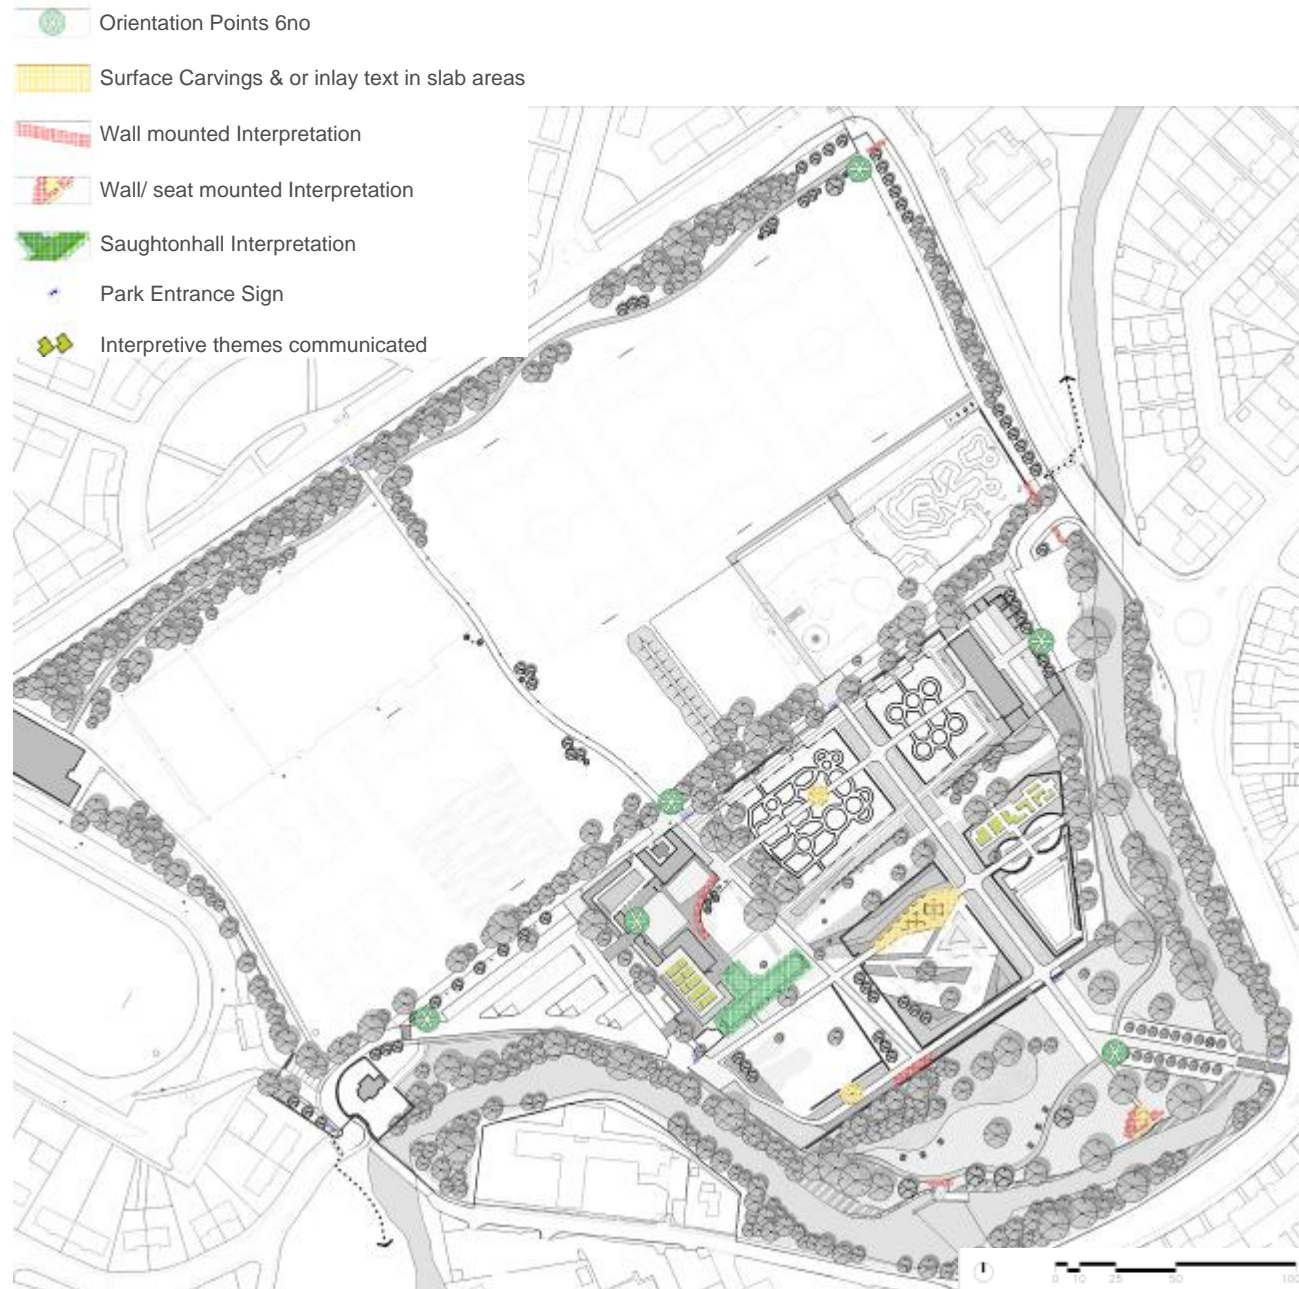 Orientation Points 6no
Surface Carvings & or inlay text in slab areas
Wall mounted Interpretation
Wall/ seat mounted Interpretation
Saughtonhall Interpretation
Park Entrance Sign
Interpretive themes communicated
0 10 25 50 100